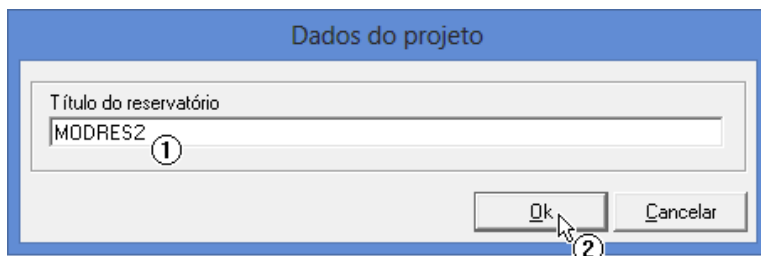 Dados do projeto
Título do reservatório
MODRES2
1
Ok
Cancelar
2